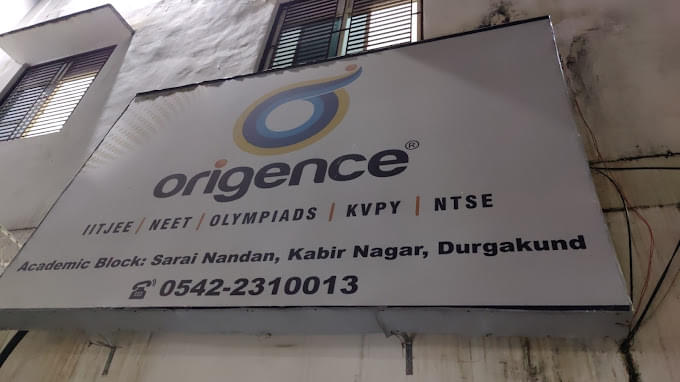 origence®
IITJEE | NEET | OLYMPIADS | KVPY | NTSE
Academic Block: Sarai Nandan, Kabir Nagar, Durgakund
☎ 0542-2310013